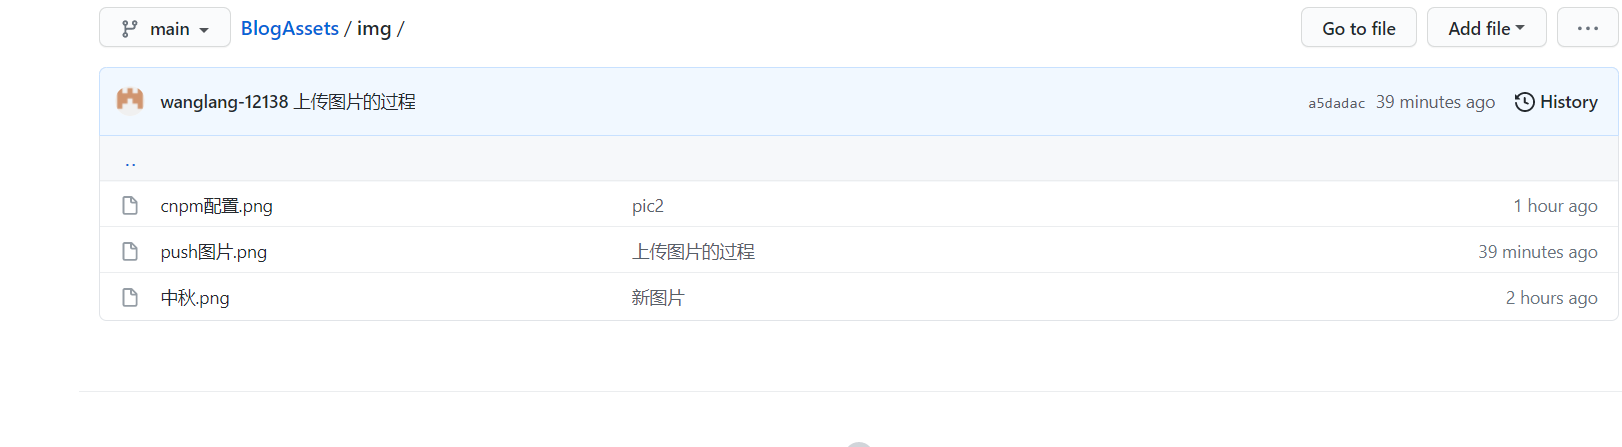 main BlogAssets / img / Go to file Add file ...
wanglang-12138 上传图片的过程 a5dadac 39 minutes ago History
..
cnpm配置.png pic2 1 hour ago
push图片.png 上传图片的过程 39 minutes ago
中秋.png 新图片 2 hours ago